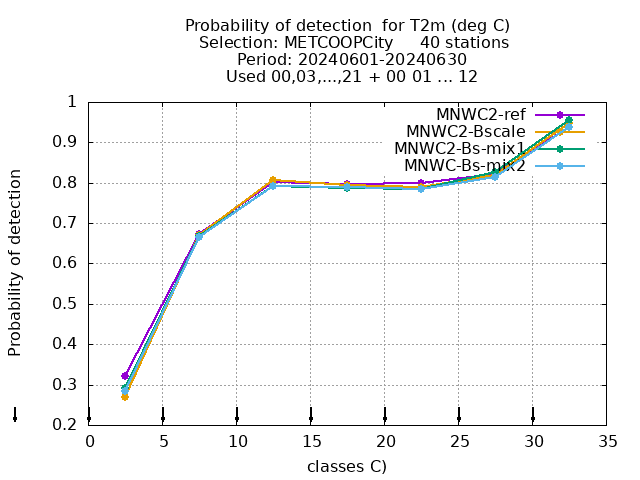 Probability of detection  for T2m (deg C)
Selection: METCOOPCity     40 stations
Period: 20240601-20240630
Used 00,03,...,21 + 00 01 ... 12
MNWC2-ref
MNWC2-Bscale
MNWC2-Bs-mix1
MNWC-Bs-mix2
Probability of detection
1
0.9
0.8
0.7
0.6
0.5
0.4
0.3
0.2
0 5 10 15 20 25 30 35
classes C)